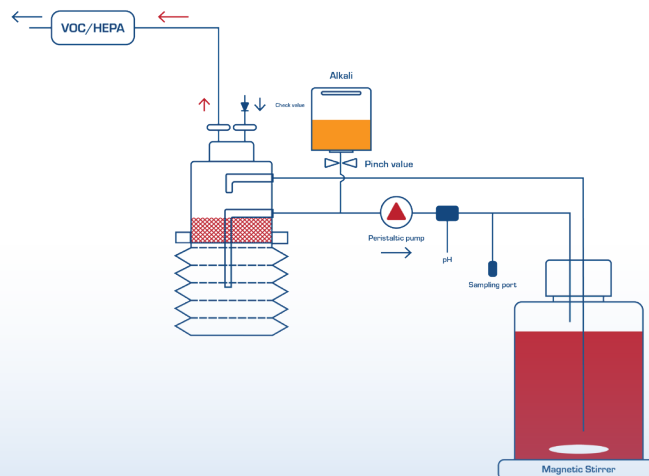 VOC/HEPA
Alkali
Check value
Pinch value
Peristaltic pump
pH
Sampling port
Magnetic Stirrer